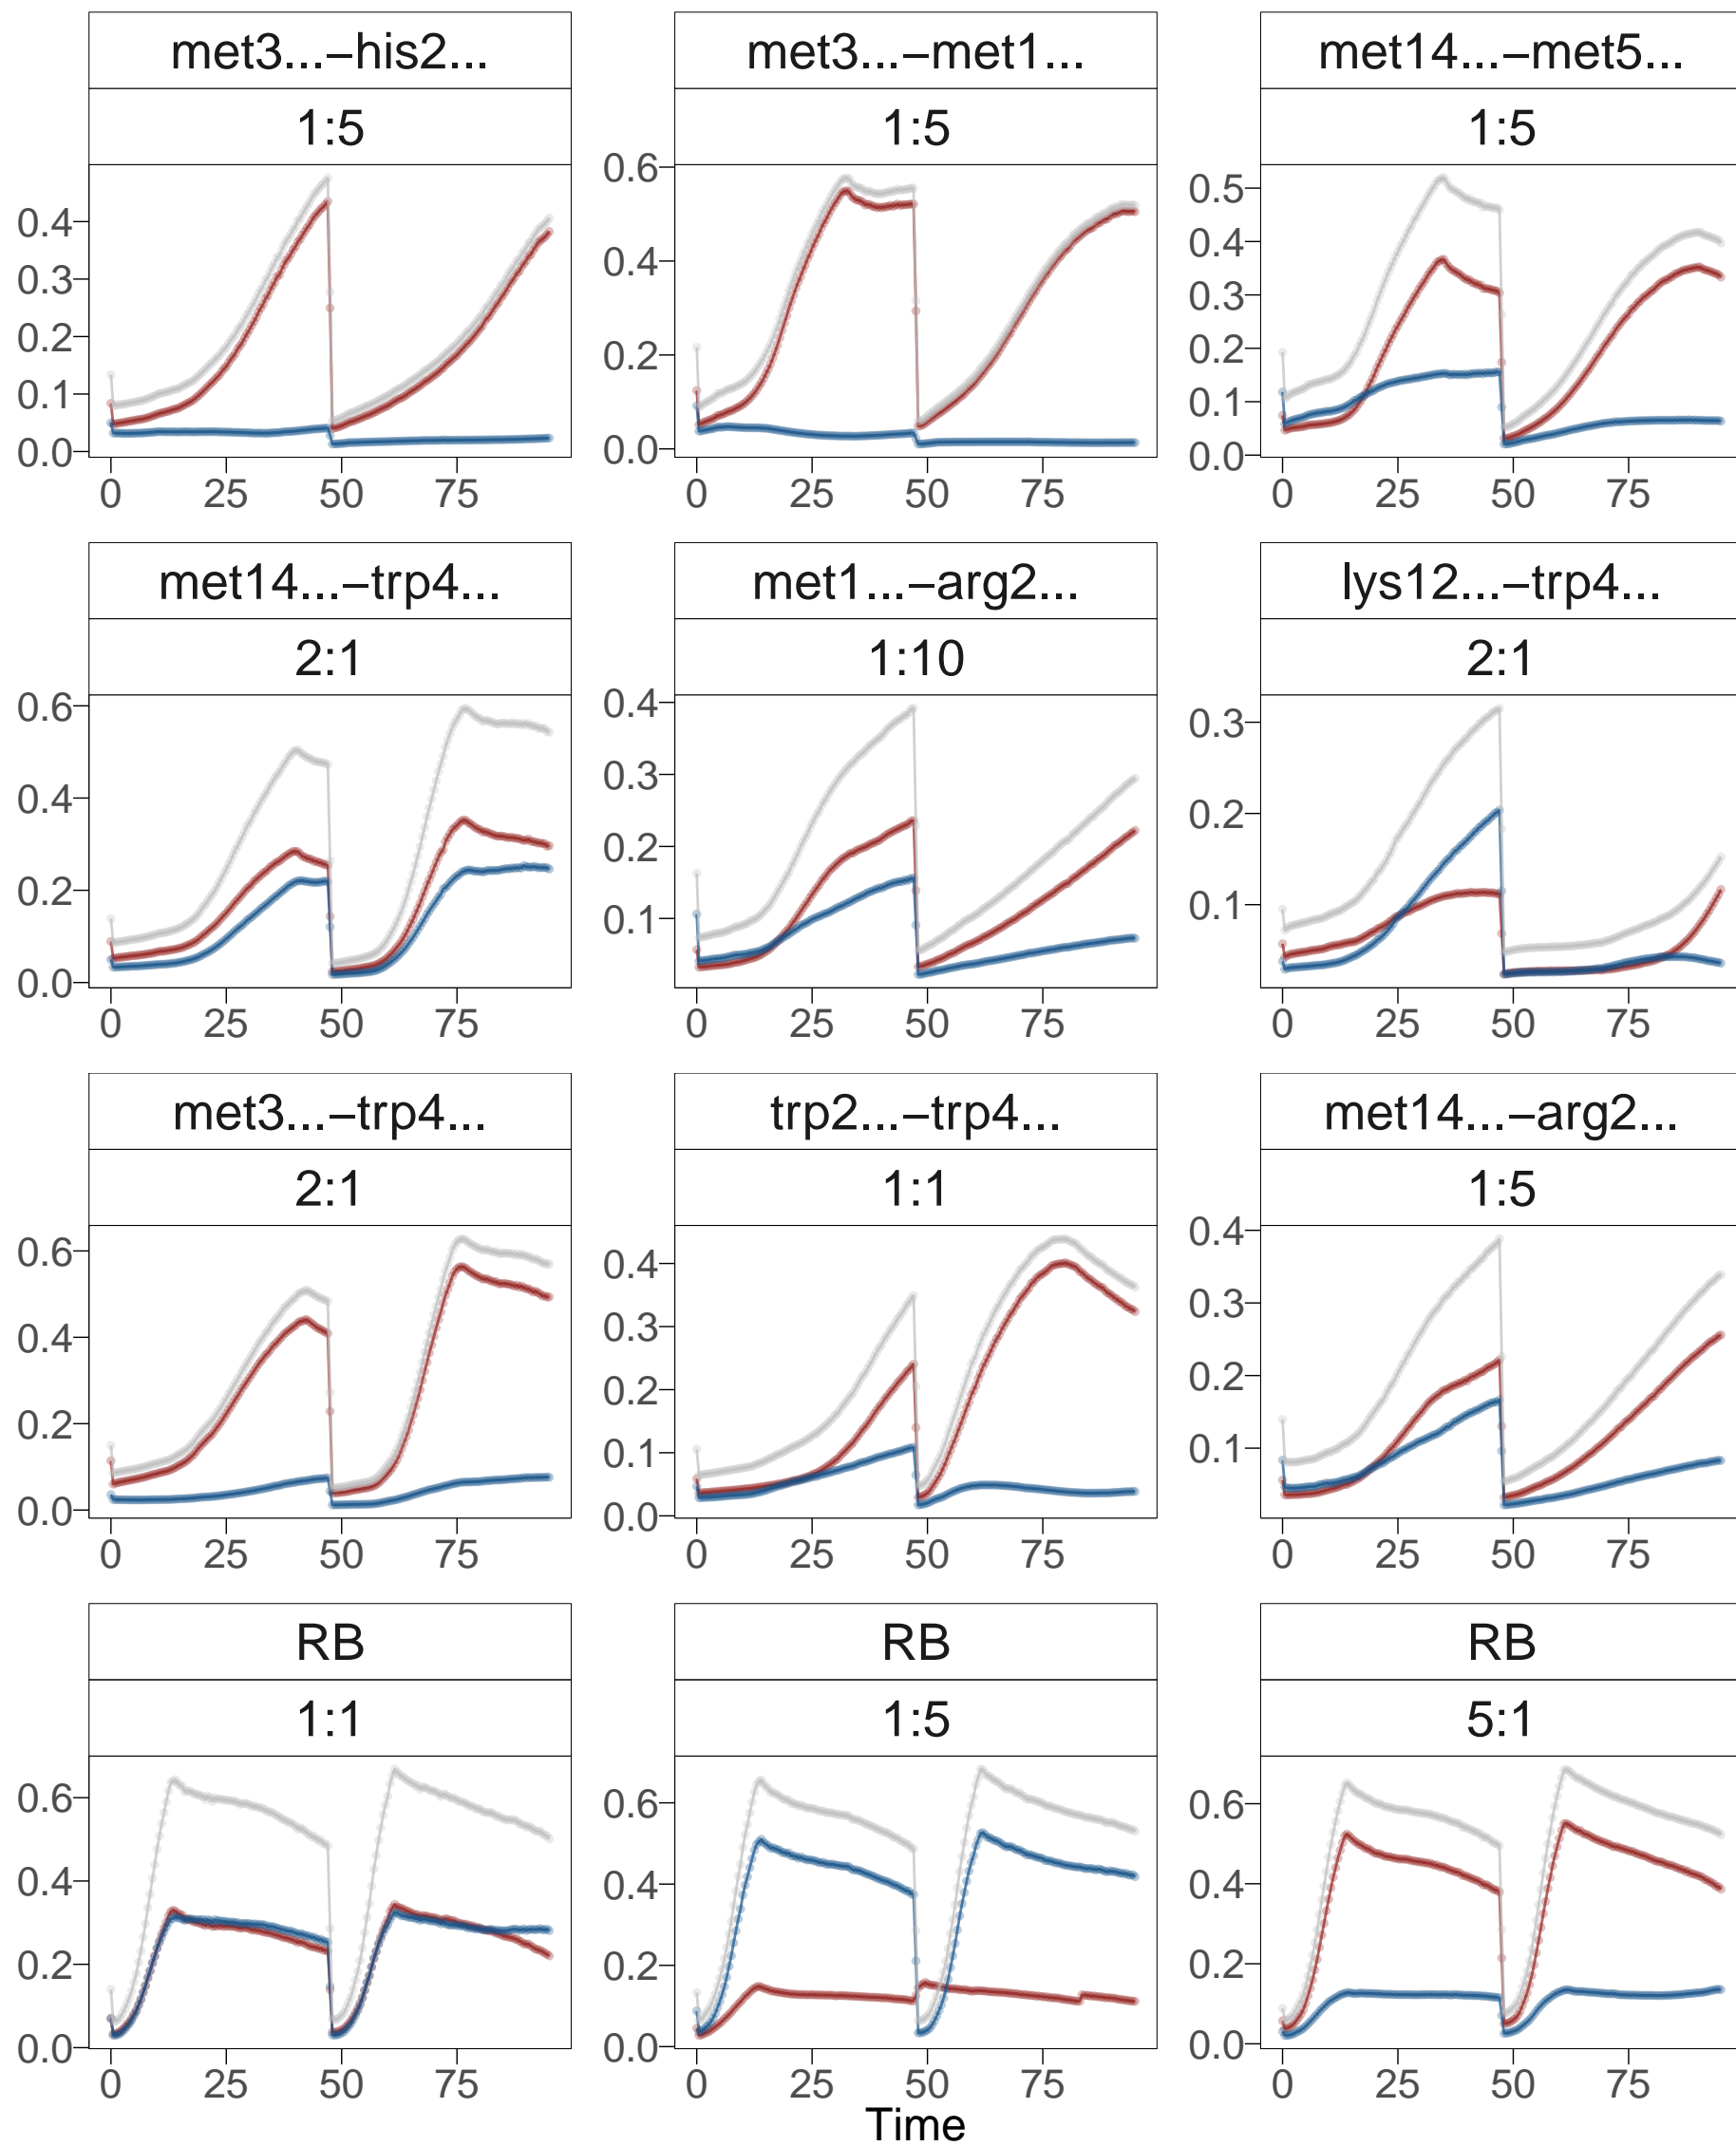 met3...–his2... met3...–met1... met14...–met5...
1:5 1:5 1:5
0.4 0.3 0.2 0.1 0.0 0.6 0.4 0.2 0.0 0.5 0.4 0.3 0.2 0.1 0.0
0 25 50 75 0 25 50 75 0 25 50 75
met14...–trp4... met1...–arg2... lys12...–trp4...
2:1 1:10 2:1
0.6 0.4 0.2 0.0 0.4 0.3 0.2 0.1 0.3 0.2 0.1
0 25 50 75 0 25 50 75 0 25 50 75
met3...–trp4... trp2...–trp4... met14...–arg2...
2:1 1:1 1:5
0.6 0.4 0.2 0.0 0.4 0.3 0.2 0.1 0.0 0.4 0.3 0.2 0.1
0 25 50 75 0 25 50 75 0 25 50 75
RB RB RB
1:1 1:5 5:1
0.6 0.4 0.2 0.0 0.6 0.4 0.2 0.0 0.6 0.4 0.2 0.0
0 25 50 75 0 25 50 75 0 25 50 75
Time